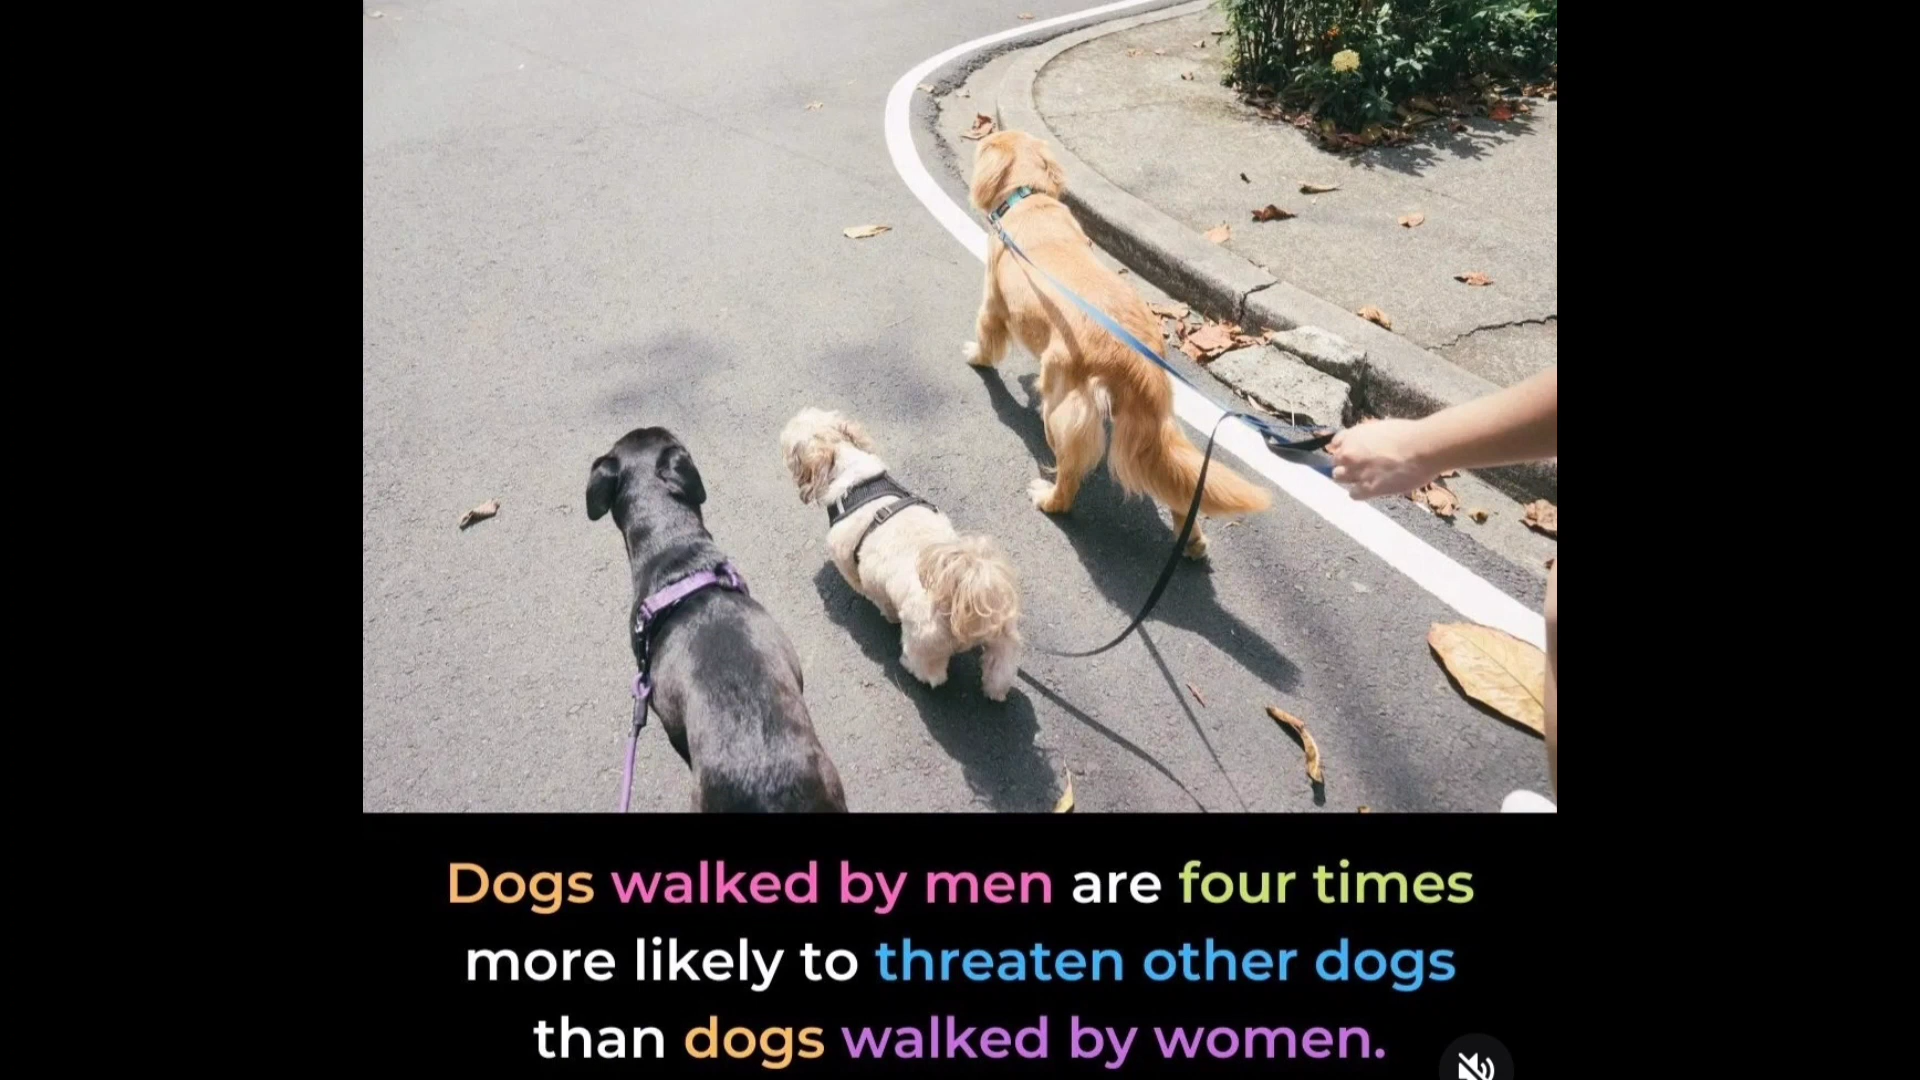 Dogs walked by men are four times
more likely to threaten other dogs
than dogs walked by women.